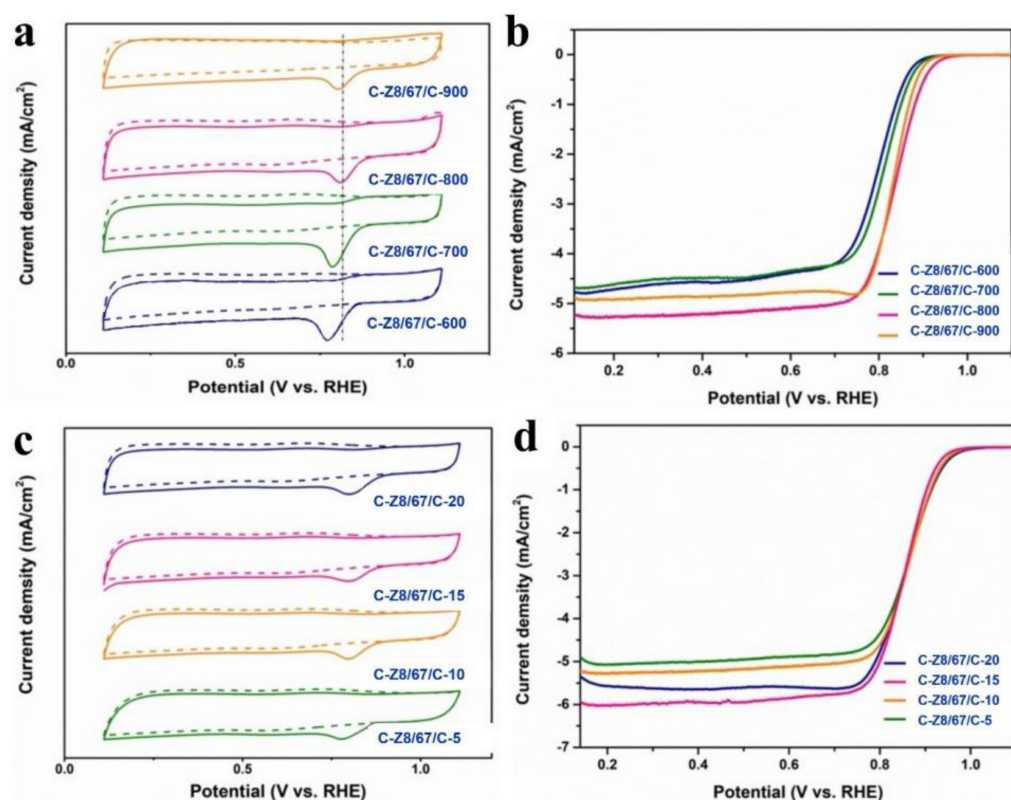 a
Current demsity (mA/cm²)
C-Z8/67/C-900
C-Z8/67/C-800
C-Z8/67/C-700
C-Z8/67/C-600
0.0 0.5 1.0
Potential (V vs. RHE)
b
Current demsity (mA/cm²)
0
-1
-2
-3
-4
-5
-6
C-Z8/67/C-600
C-Z8/67/C-700
C-Z8/67/C-800
C-Z8/67/C-900
0.2 0.4 0.6 0.8 1.0
Potential (V vs. RHE)
c
Current demsity (mA/cm²)
C-Z8/67/C-20
C-Z8/67/C-15
C-Z8/67/C-10
C-Z8/67/C-5
0.0 0.5 1.0
Potential (V vs. RHE)
d
Current demsity (mA/cm²)
0
-1
-2
-3
-4
-5
-6
-7
C-Z8/67/C-20
C-Z8/67/C-15
C-Z8/67/C-10
C-Z8/67/C-5
0.2 0.4 0.6 0.8 1.0
Potential (V vs. RHE)